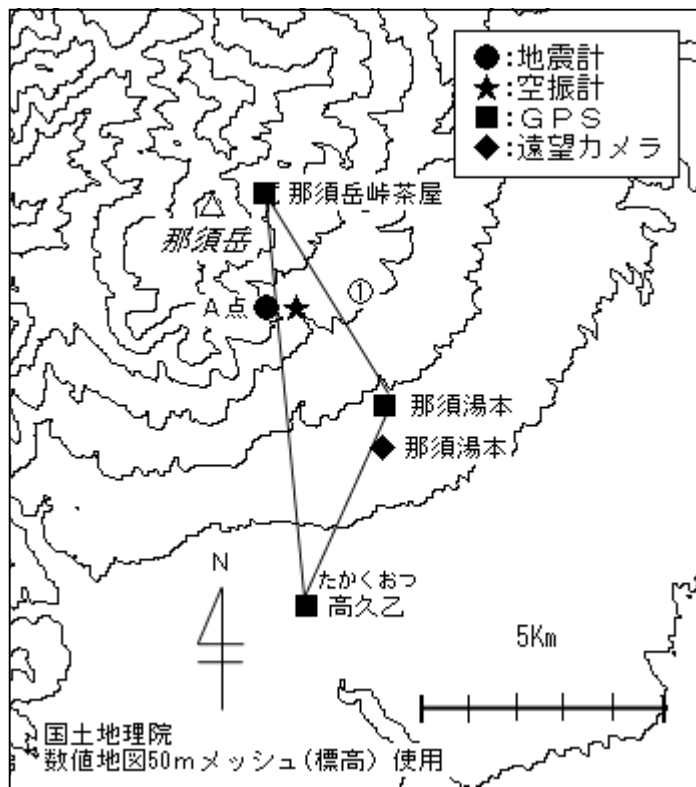 ●:地震計
★:空振計
■:GPS
◆:遠望カメラ
那須岳峠茶屋
那須岳
A点
①
那須湯本
那須湯本
たかくおつ
高久乙
N
5Km
国土地理院
数値地図50mメッシュ(標高) 使用